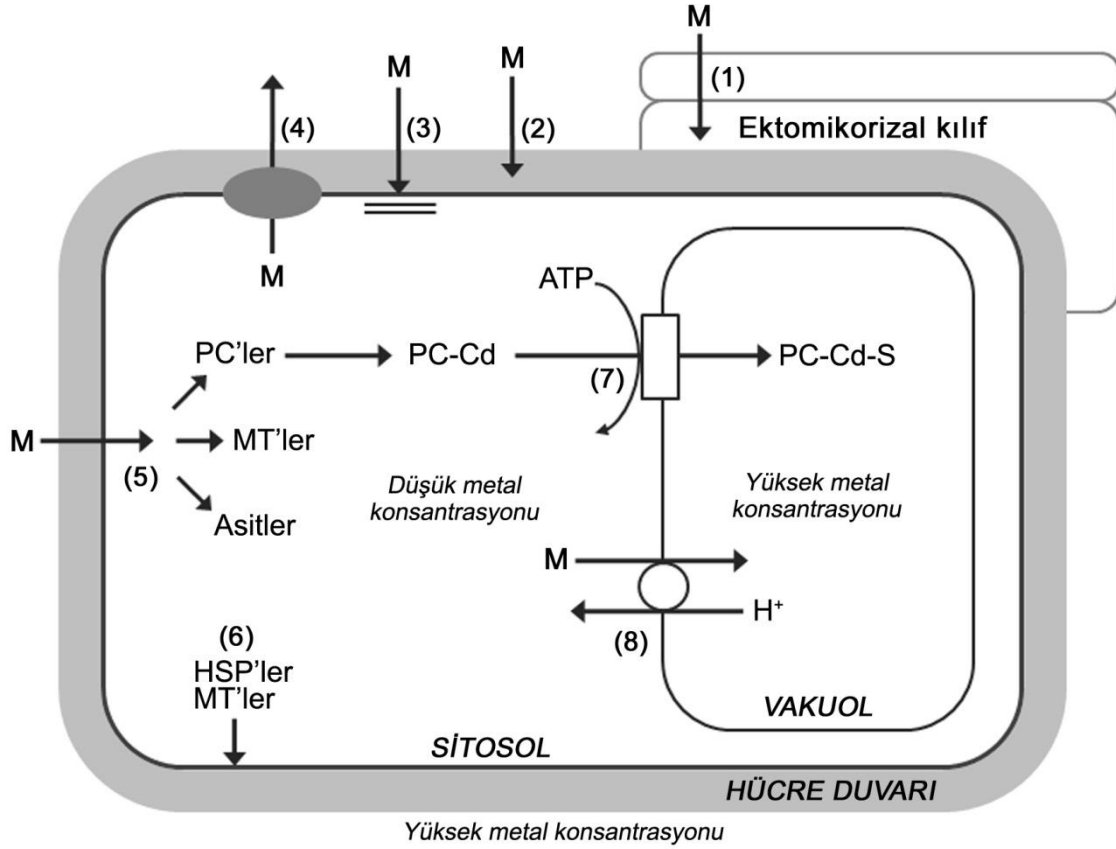 M
(1)
M
(2)
M
(3)
(4)
Ektomikorizal kılıf
M
ATP
PC'ler
PC-Cd
(7)
PC-Cd-S
M
(5)
MT'ler
Asitler
Düşük metal
konsantrasyonu
Yüksek metal
konsantrasyonu
M
H⁺
(8)
(6)
HSP'ler
MT'ler
VAKUOL
SİTOSOL
HÜCRE DUVARI
Yüksek metal konsantrasyonu